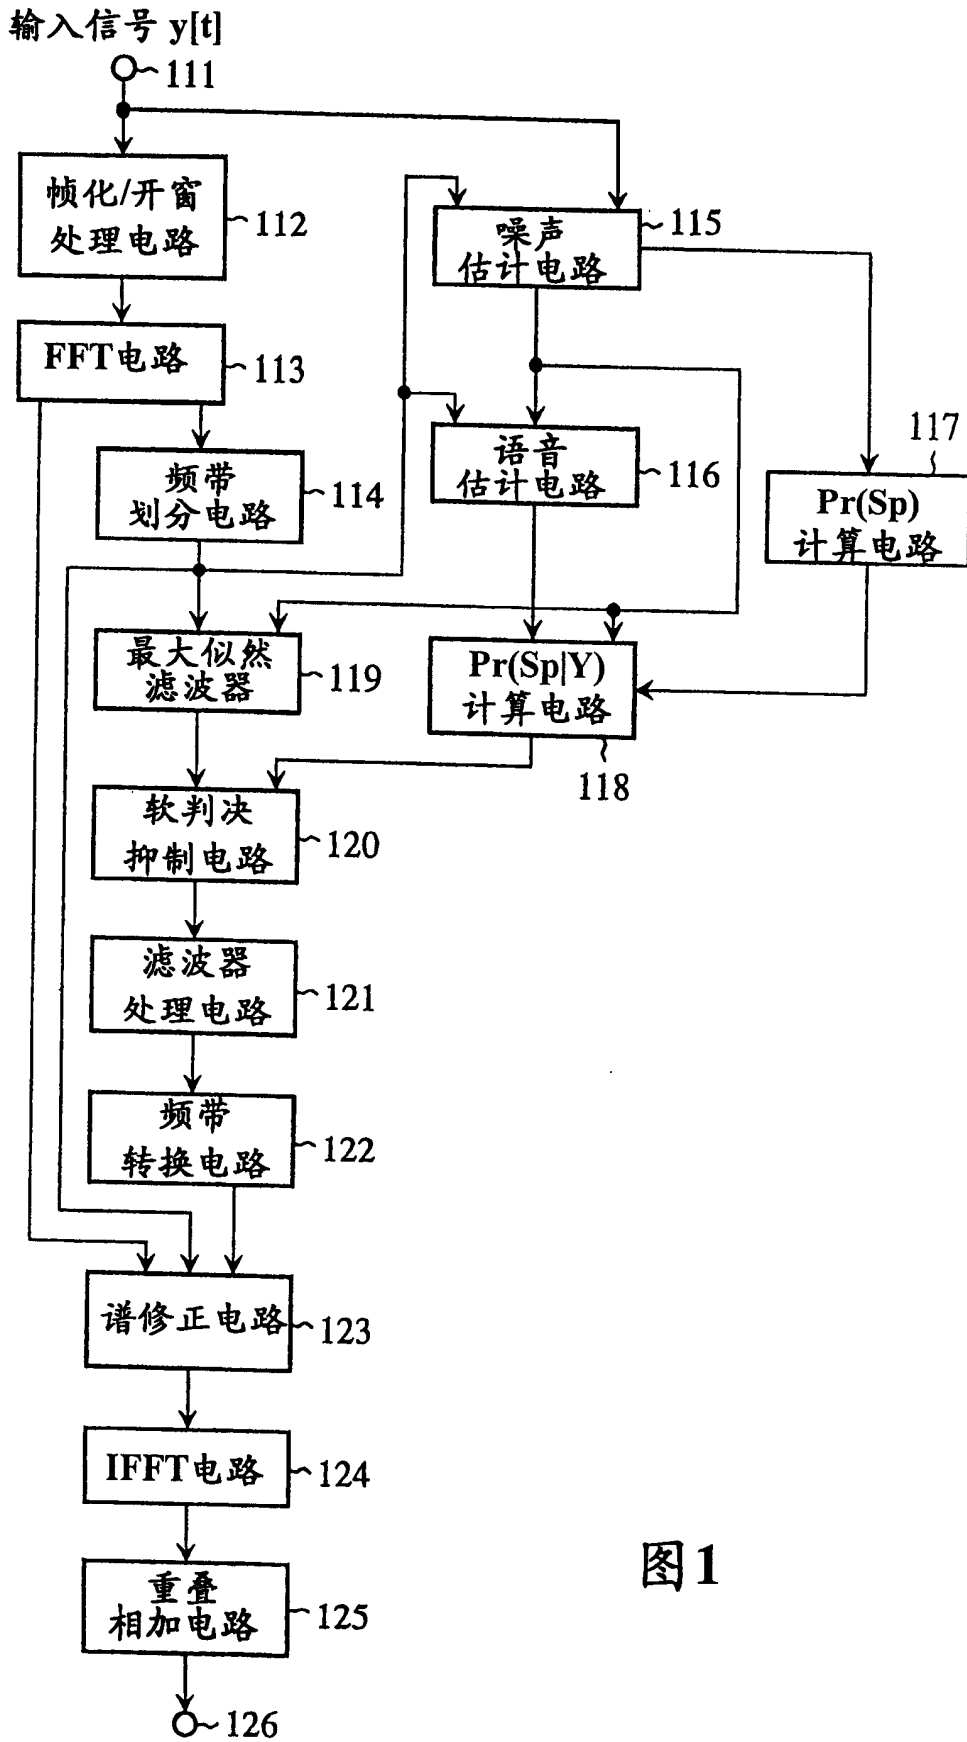 输入信号 y[t]
111
帧化/开窗
处理电路
112
噪声
估计电路
115
FFT电路
113
频带
划分电路
114
语音
估计电路
116
117
Pr(Sp)
计算电路
最大似然
滤波器
119
Pr(Sp|Y)
计算电路
118
软判决
抑制电路
120
滤波器
处理电路
121
频带
转换电路
122
谱修正电路
123
IFFT电路
124
重叠
相加电路
125
126
图1